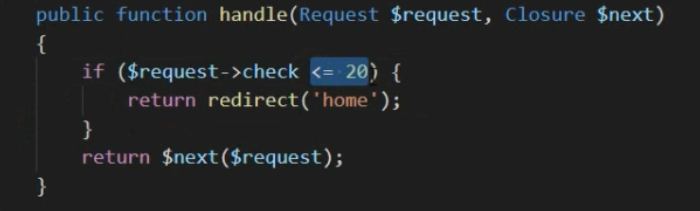 public function handle(Request $request, Closure $next)
{
if ($request->check <= 20) {
return redirect('home');
}
return $next($request);
}